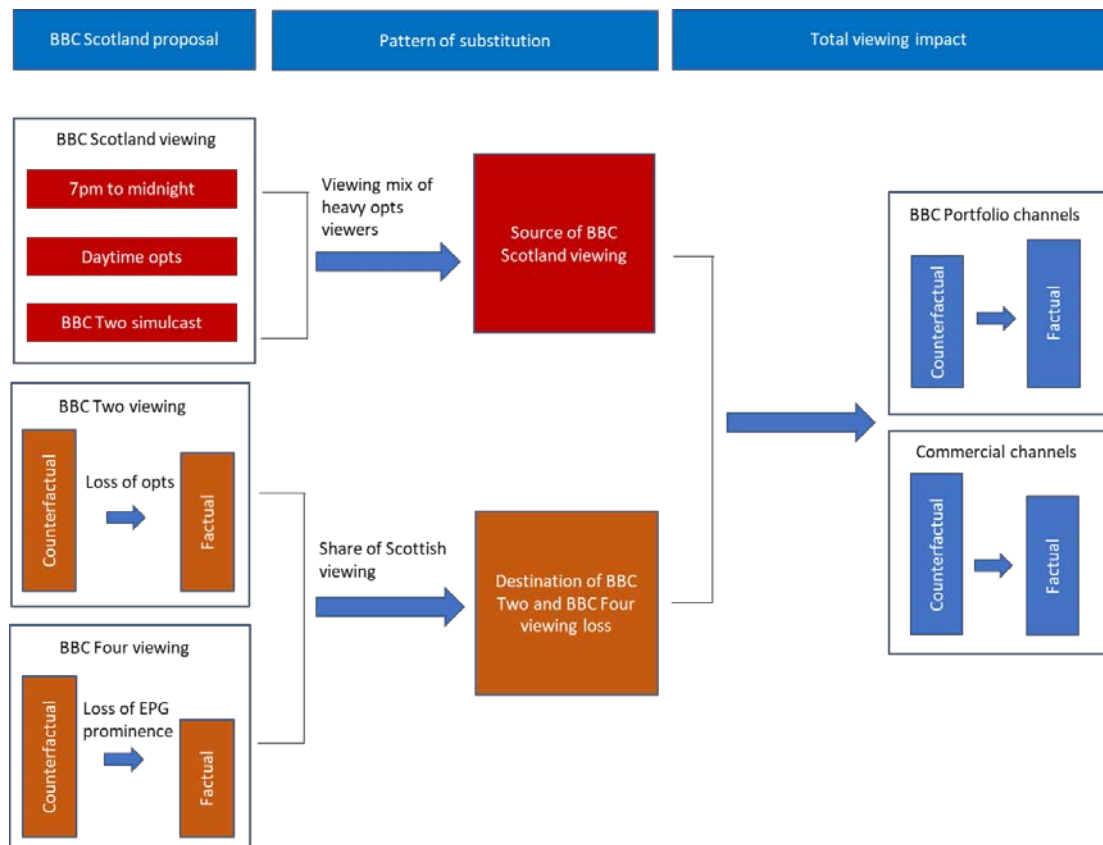 BBC Scotland proposal
Pattern of substitution
Total viewing impact
BBC Scotland viewing
7pm to midnight
Daytime opts
BBC Two simulcast
Viewing mix of
heavy opts
viewers
Source of BBC
Scotland viewing
BBC Two viewing
Counterfactual
Loss of opts
Factual
BBC Four viewing
Counterfactual
Loss of EPG
prominence
Factual
Share of Scottish
viewing
Destination of BBC
Two and BBC Four
viewing loss
BBC Portfolio channels
Counterfactual
Factual
Commercial channels
Counterfactual
Factual